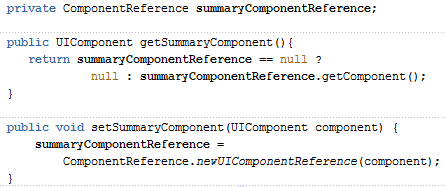 private ComponentReference summaryComponentReference;
public UIComponent getSummaryComponent(){
return summaryComponentReference == null ?
null : summaryComponentReference.getComponent();
}
public void setSummaryComponent(UIComponent component) {
summaryComponentReference =
ComponentReference.newUIComponentReference(component);
}